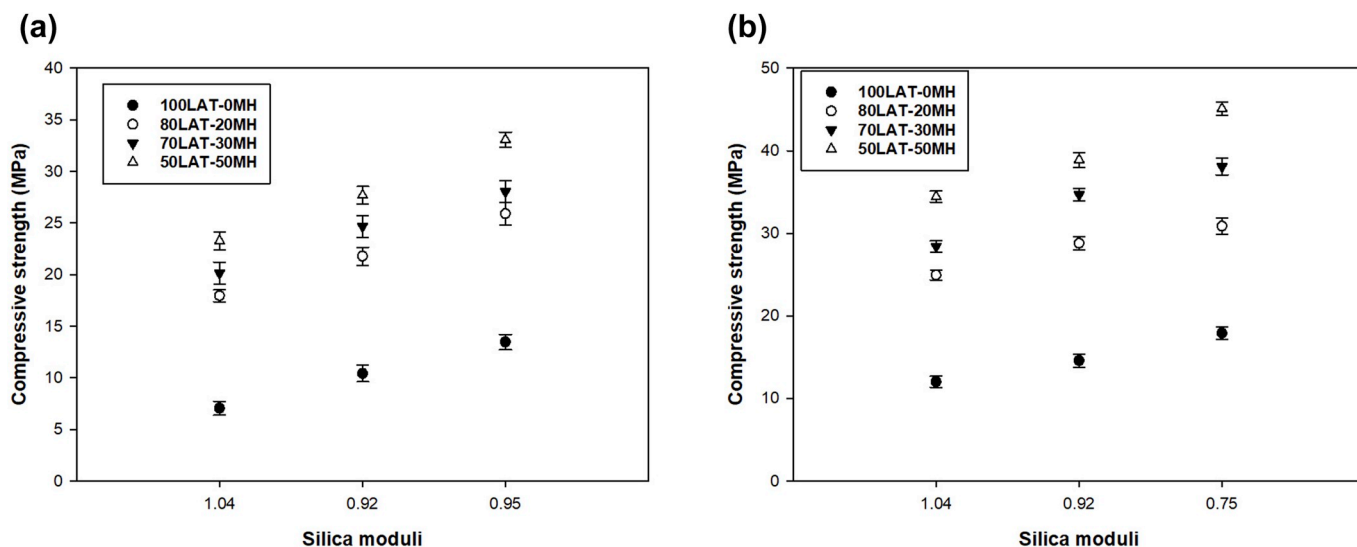 (a)
40
35
30
25
20
15
10
5
0
Compressive strength (MPa)
100LAT-0MH
80LAT-20MH
70LAT-30MH
50LAT-50MH
1.04 0.92 0.95
Silica moduli
(b)
50
40
30
20
10
0
Compressive strength (MPa)
100LAT-0MH
80LAT-20MH
70LAT-30MH
50LAT-50MH
1.04 0.92 0.75
Silica moduli